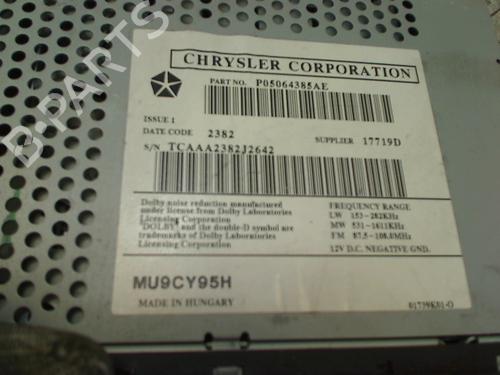 CHRYSLER CORPORATION
PART NO. P05064385AE
ISSUE 1
DATE CODE 2382
SUPPLIER 17719D
S/N TCAAA2382J2642
Dolby noise reduction manufactured
under license from Dolby Laboratories
Licensing Corporation
"DOLBY" and the double-D symbol are
trademarks of Dolby Laboratories
Licensing Corporation
FREQUENCY RANGE
LW 153-282KHz
MW 531-1611KHz
FM 87.5-108.0MHz
12V D.C. NEGATIVE GND.
MU9CY95H
MADE IN HUNGARY
B-PARTS